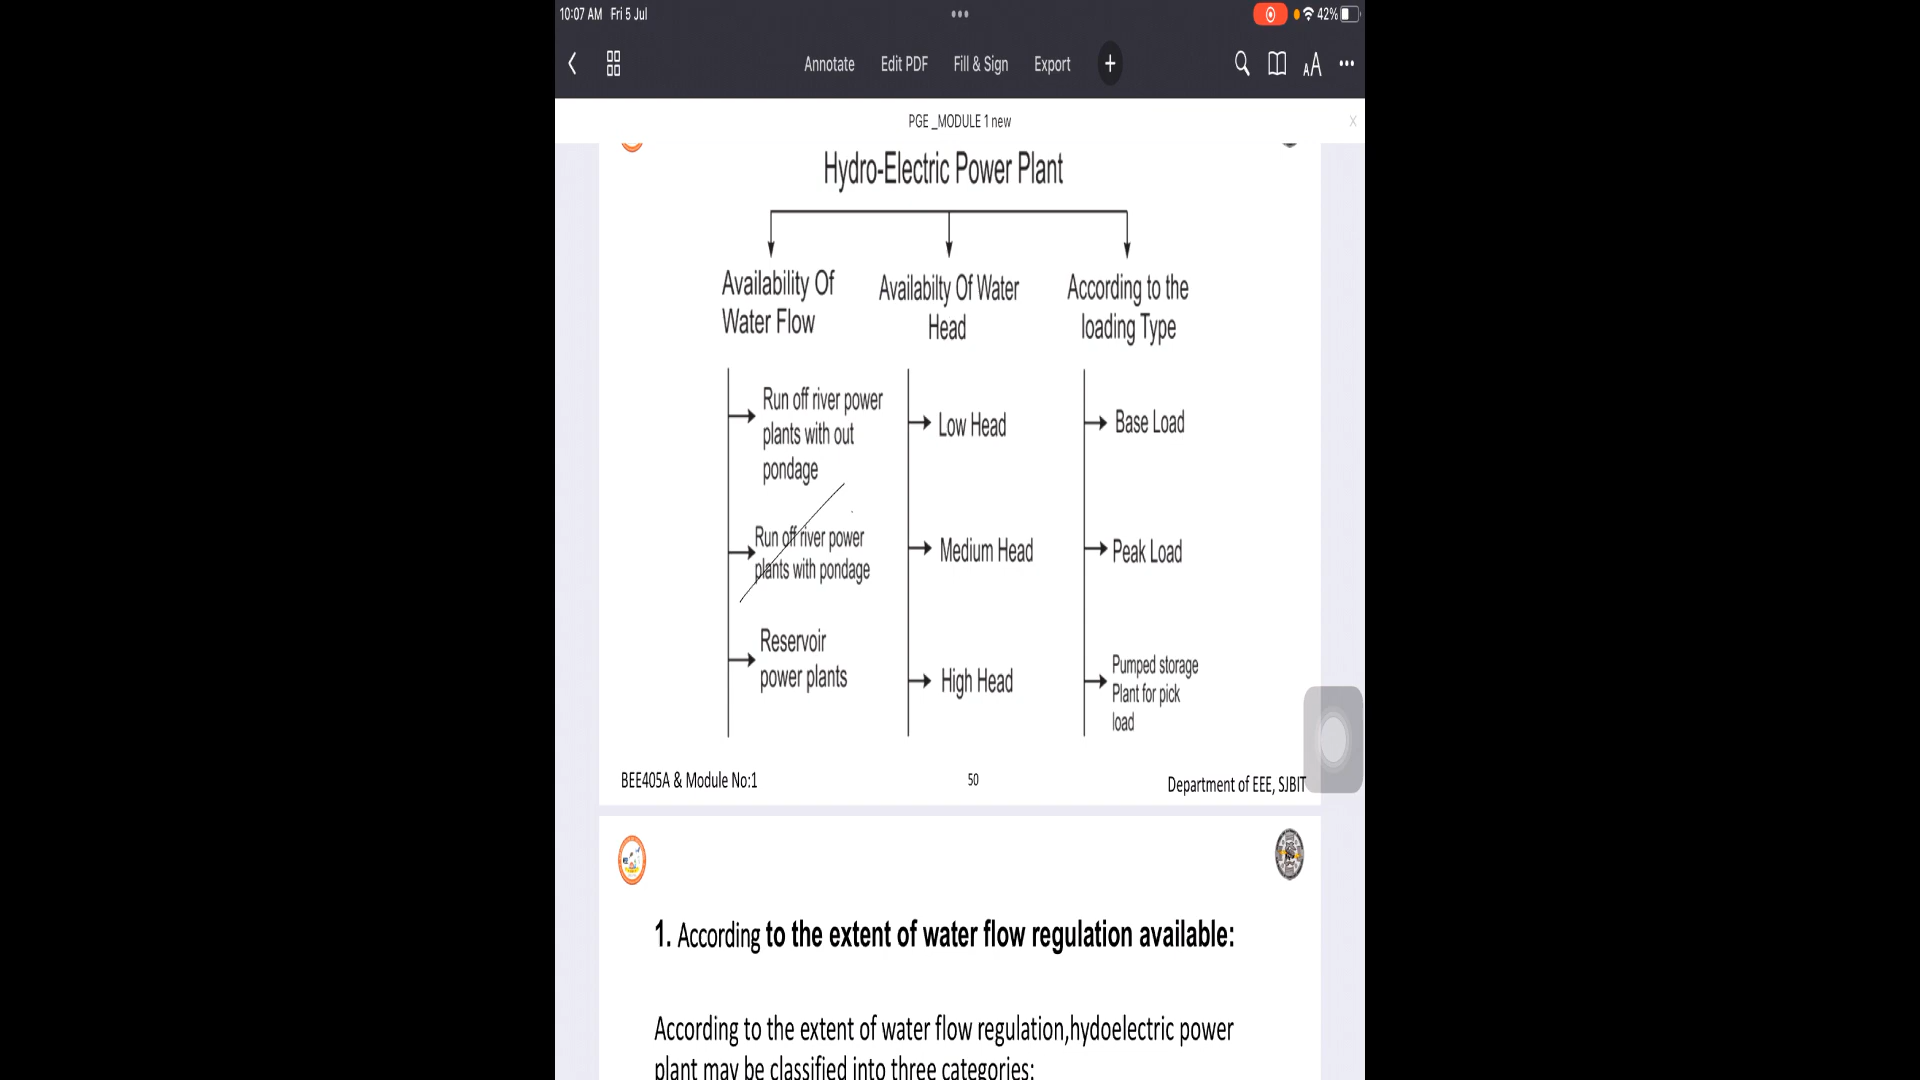 10:07 AM Fri 5 Jul
42%
Annotate Edit PDF Fill & Sign Export +
AA
PGE _MODULE 1 new
X
Hydro-Electric Power Plant
Availability Of
Water Flow
Run off river power
plants with out
pondage
Run off river power
plants with pondage
Reservoir
power plants
Availabilty Of Water
Head
Low Head
Medium Head
High Head
According to the
loading Type
Base Load
Peak Load
Pumped storage
Plant for pick
load
BEE405A & Module No:1
50
Department of EEE, SJBIT
1. According to the extent of water flow regulation available:
According to the extent of water flow regulation,hydoelectric power
plant may be classified into three categories: